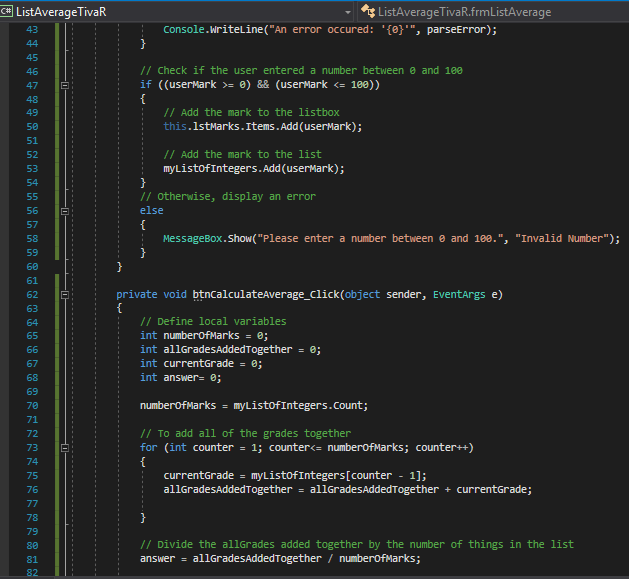 C# ListAverageTivaR ListAverageTivaR.frmListAverage
43 Console.WriteLine("An error occured: '{0}'", parseError);
44 }
45
46 // Check if the user entered a number between 0 and 100
47 if ((userMark >= 0) && (userMark <= 100))
48 {
49 // Add the mark to the listbox
50 this.lstMarks.Items.Add(userMark);
51
52 // Add the mark to the list
53 myListOfIntegers.Add(userMark);
54 }
55 // Otherwise, display an error
56 else
57 {
58 MessageBox.Show("Please enter a number between 0 and 100.", "Invalid Number");
59 }
60 }
61
62 private void btnCalculateAverage_Click(object sender, EventArgs e)
63 {
64 // Define local variables
65 int numberOfMarks = 0;
66 int allGradesAddedTogether = 0;
67 int currentGrade = 0;
68 int answer= 0;
69
70 numberOfMarks = myListOfIntegers.Count;
71
72 // To add all of the grades together
73 for (int counter = 1; counter<= numberOfMarks; counter++)
74 {
75 currentGrade = myListOfIntegers[counter - 1];
76 allGradesAddedTogether = allGradesAddedTogether + currentGrade;
77
78 }
79
80 // Divide the allGrades added together by the number of things in the list
81 answer = allGradesAddedTogether / numberOfMarks;
82